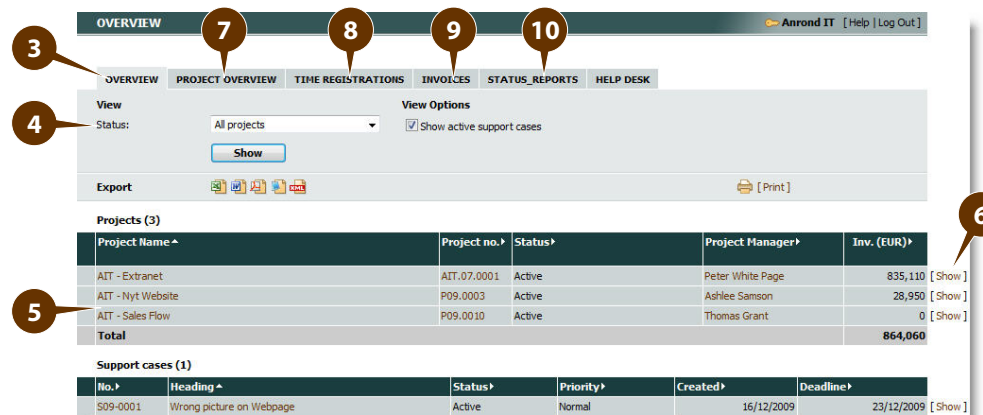 OVERVIEW Anrond IT [Help | Log Out]
7 8 9 10
3
OVERVIEW PROJECT OVERVIEW TIME REGISTRATIONS INVOICES STATUS_REPORTS HELP DESK
View View Options
4 Status: All projects Show active support cases
Show
Export XML [Print]
6
Projects (3)
Project Name Project no. Status Project Manager Inv. (EUR)
AIT - Extranet AIT.07.0001 Active Peter White Page 835,110 [Show]
AIT - Nyt Website P09.0003 Active Ashlee Samson 28,950 [Show]
5 AIT - Sales Flow P09.0010 Active Thomas Grant 0 [Show]
Total 864,060
Support cases (1)
No. Heading Status Priority Created Deadline
S09-0001 Wrong picture on Webpage Active Normal 16/12/2009 23/12/2009 [Show]